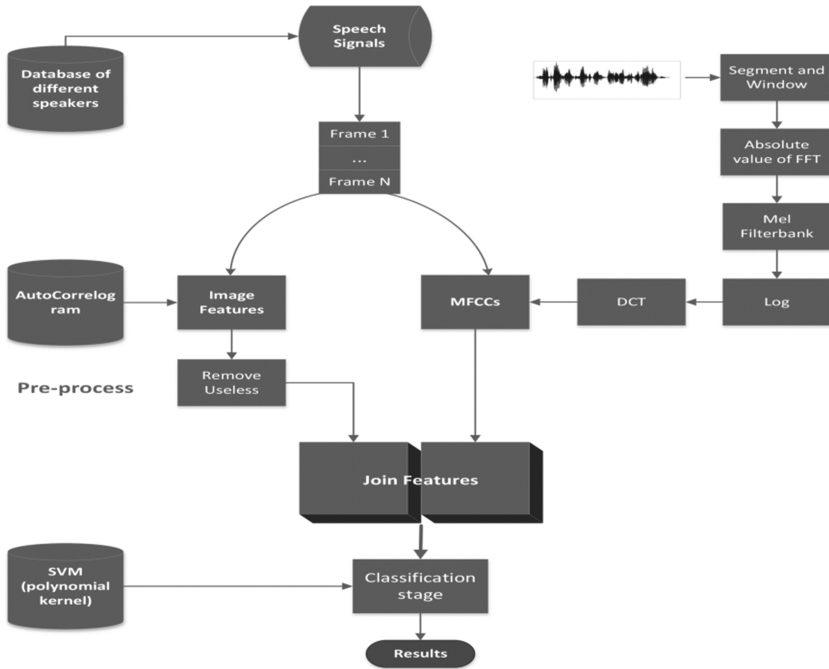 Speech
Signals
Database of
different
speakers
Segment and
Window
Frame 1
...
Frame N
Absolute
value of FFT
Mel
Filterbank
AutoCorrelog
ram
Image
Features
MFCCs
DCT
Log
Pre-process
Remove
Useless
Join Features
SVM
(polynomial
kernel)
Classification
stage
Results